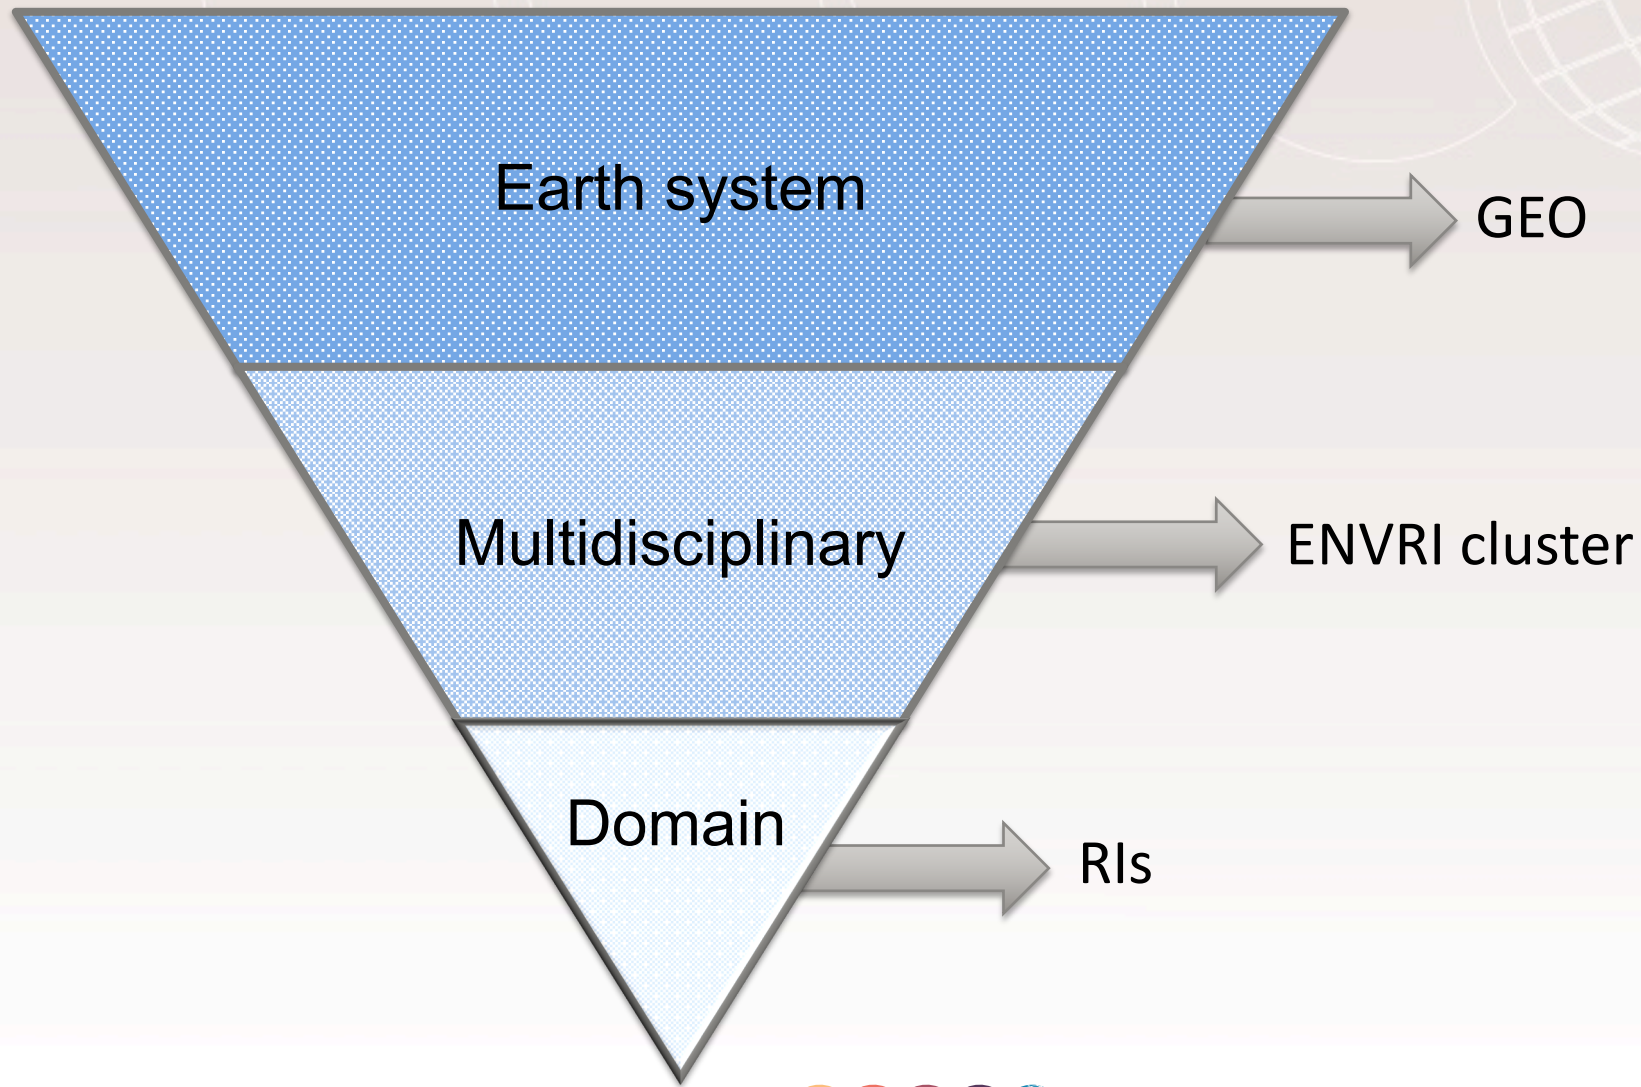 Earth system
GEO
Multidisciplinary
ENVRI cluster
Domain
RIs